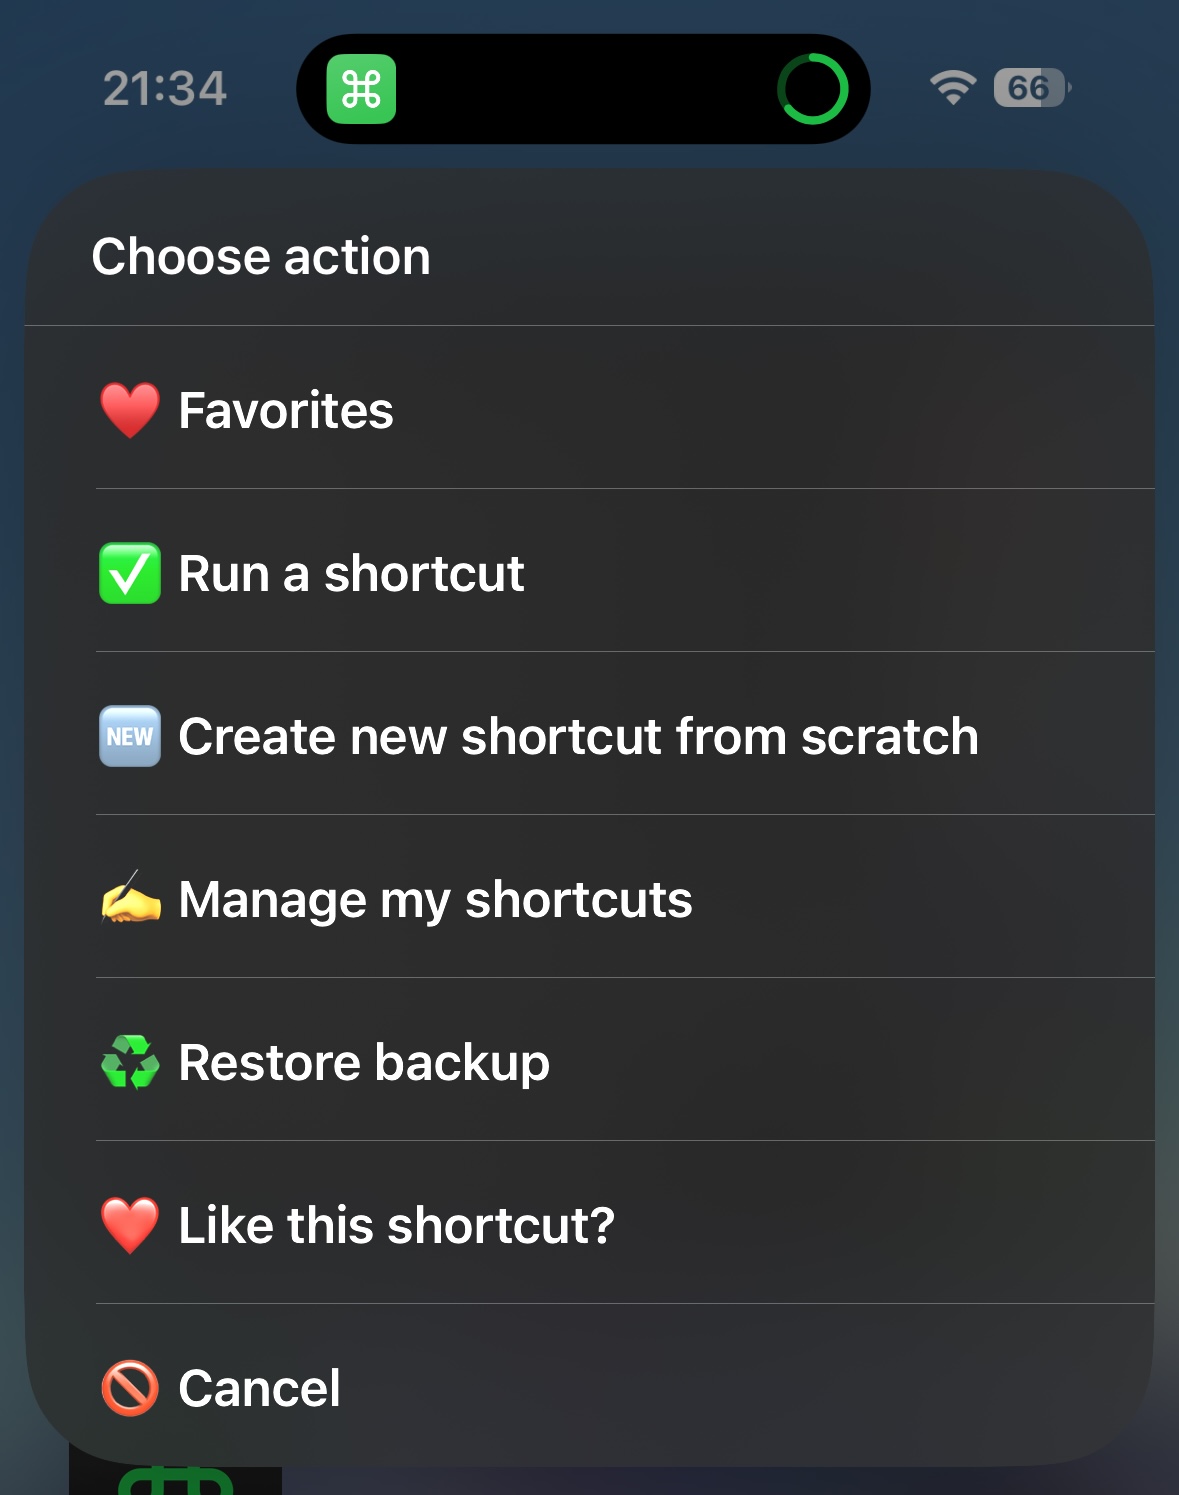 21:34
66
Choose action
♥️ Favorites
✅ Run a shortcut
🆕 Create new shortcut from scratch
✍️ Manage my shortcuts
♻️ Restore backup
❤️ Like this shortcut?
🚫 Cancel